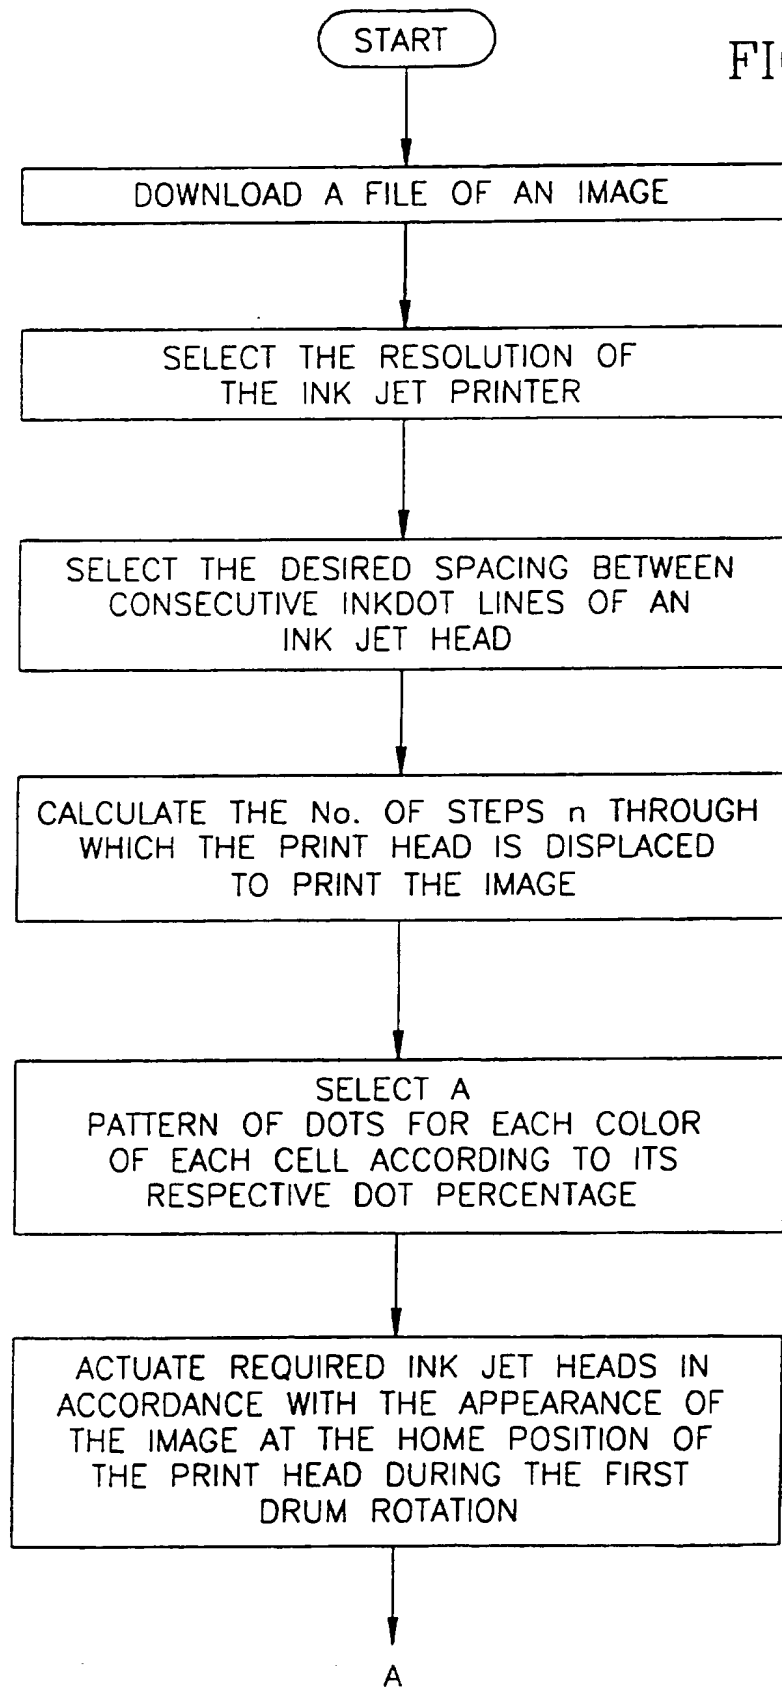 START
FI
DOWNLOAD A FILE OF AN IMAGE
SELECT THE RESOLUTION OF
THE INK JET PRINTER
SELECT THE DESIRED SPACING BETWEEN
CONSECUTIVE INKDOT LINES OF AN
INK JET HEAD
CALCULATE THE No. OF STEPS n THROUGH
WHICH THE PRINT HEAD IS DISPLACED
TO PRINT THE IMAGE
SELECT A
PATTERN OF DOTS FOR EACH COLOR
OF EACH CELL ACCORDING TO ITS
RESPECTIVE DOT PERCENTAGE
ACTUATE REQUIRED INK JET HEADS IN
ACCORDANCE WITH THE APPEARANCE OF
THE IMAGE AT THE HOME POSITION OF
THE PRINT HEAD DURING THE FIRST
DRUM ROTATION
A